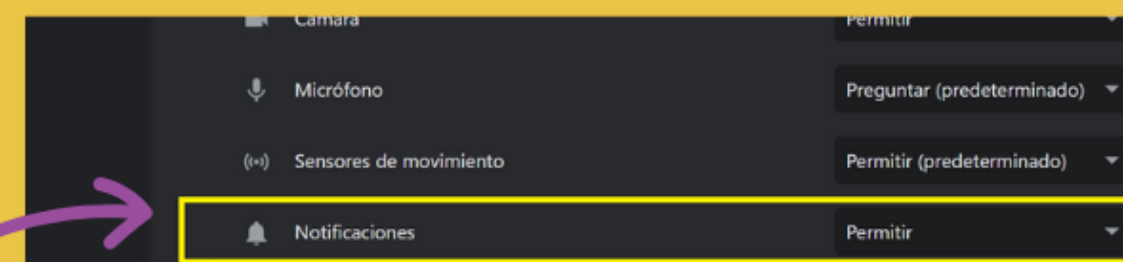 Cámara Permitir
Micrófono Preguntar (predeterminado)
Sensores de movimiento Permitir (predeterminado)
Notificaciones Permitir